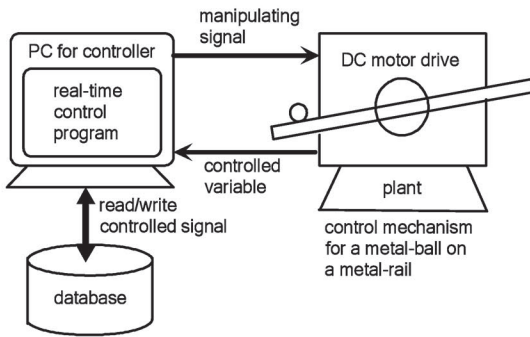 manipulating
signal
PC for controller
real-time
control
program
DC motor drive
controlled
variable
plant
read/write
controlled signal
control mechanism
for a metal-ball on
a metal-rail
database